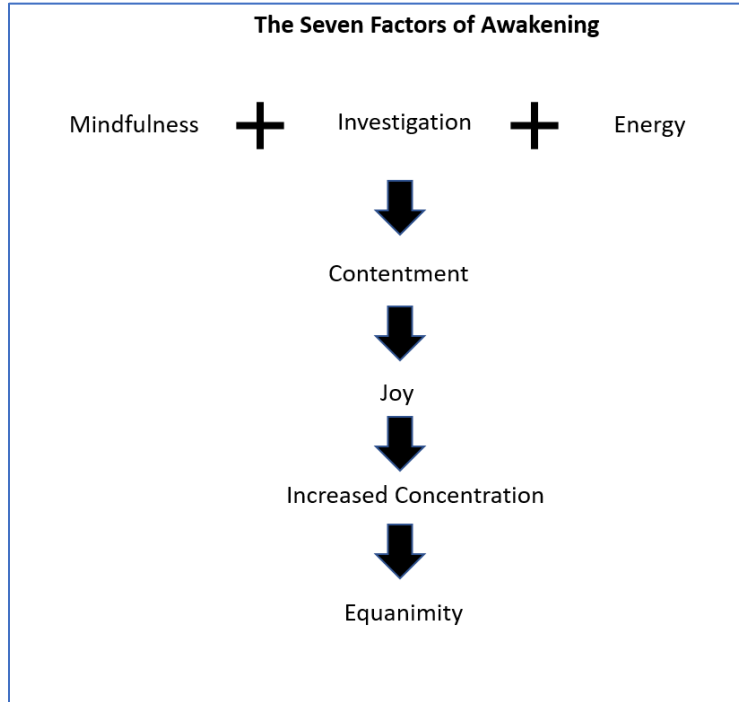 The Seven Factors of Awakening
Mindfulness + Investigation + Energy
Contentment
Joy
Increased Concentration
Equanimity